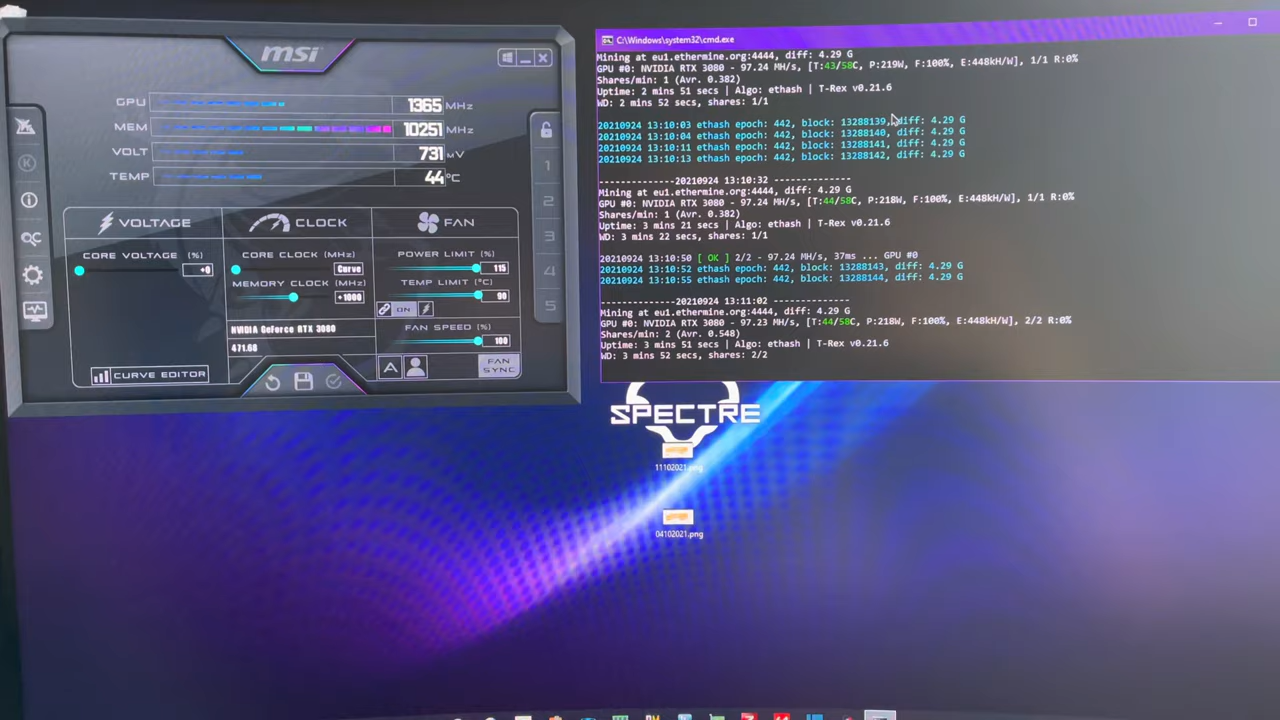 msi
GPU 1365 MHz
MEM 10251 MHz
VOLT 731 mV
TEMP 44 °C
VOLTAGE
CLOCK
FAN
CORE VOLTAGE (%)
+0
CORE CLOCK (MHz)
Curve
MEMORY CLOCK (MHz)
+1000
POWER LIMIT (%)
115
TEMP LIMIT (°C)
90
ON
FAN SPEED (%)
100
NVIDIA GeForce RTX 3080
471.68
CURVE EDITOR
A
FAN SYNC
K
OC
1
2
3
4
5
C:\Windows\system32\cmd.exe
Mining at eu1.ethermine.org:4444, diff: 4.29 G
GPU #0: NVIDIA RTX 3080 - 97.24 MH/s, [T:43/58C, P:219W, F:100%, E:448kH/W], 1/1 R:0%
Shares/min: 1 (Avr. 0.382)
Uptime: 2 mins 51 secs | Algo: ethash | T-Rex v0.21.6
WD: 2 mins 52 secs, shares: 1/1
20210924 13:10:03 ethash epoch: 442, block: 13288139, diff: 4.29 G
20210924 13:10:04 ethash epoch: 442, block: 13288140, diff: 4.29 G
20210924 13:10:11 ethash epoch: 442, block: 13288141, diff: 4.29 G
20210924 13:10:13 ethash epoch: 442, block: 13288142, diff: 4.29 G
--------------20210924 13:10:32 --------------
Mining at eu1.ethermine.org:4444, diff: 4.29 G
GPU #0: NVIDIA RTX 3080 - 97.24 MH/s, [T:44/58C, P:218W, F:100%, E:448kH/W], 1/1 R:0%
Shares/min: 1 (Avr. 0.382)
Uptime: 3 mins 21 secs | Algo: ethash | T-Rex v0.21.6
WD: 3 mins 22 secs, shares: 1/1
20210924 13:10:50 [ OK ] 2/2 - 97.24 MH/s, 37ms ... GPU #0
20210924 13:10:52 ethash epoch: 442, block: 13288143, diff: 4.29 G
20210924 13:10:55 ethash epoch: 442, block: 13288144, diff: 4.29 G
--------------20210924 13:11:02 --------------
Mining at eu1.ethermine.org:4444, diff: 4.29 G
GPU #0: NVIDIA RTX 3080 - 97.23 MH/s, [T:44/58C, P:218W, F:100%, E:448kH/W], 2/2 R:0%
Shares/min: 2 (Avr. 0.548)
Uptime: 3 mins 51 secs | Algo: ethash | T-Rex v0.21.6
WD: 3 mins 52 secs, shares: 2/2
SPECTRE
11102021.png
04102021.png